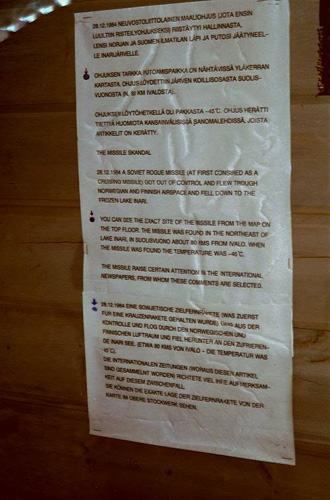 28.12.1984 NEUVOSTOLIITTOLAINEN MAALIOHJUS (JOTA ENSIN
LUULTIIN RISTEILYOHJUKSEKSI) RIISTÄYTYI HALLINNASTA,
LENSI NORJAN JA SUOMEN ILMATILAN LÄPI JA PUTOSI JÄÄTYNEEL-
LE INARIJÄRVELLE.
OHJUKSEN TARKKA PUTOAMISPAIKKA ON NÄHTÄVISSÄ YLÄKERRAN
KARTASTA. OHJUS LÖYDETTIIN JÄRVEN KOILLISOSASTA SUOLIS-
VUONOSTA (N. 80 KM IVALOSTA).
OHJUKSEN LÖYTÖHETKELLÄ OLI PAKKASTA -45°C. OHJUS HERÄTTI
TIETTYÄ HUOMIOTA KANSAINVÄLISISSÄ SANOMALEHDISSÄ, JOISTA
ARTIKKELIT ON KERÄTTY.
THE MISSILE SKANDAL
28.12.1984 A SOVIET ROGUE MISSILE (AT FIRST CONSIRED AS A
CRUISING MISSILE) GOT OUT OF CONTROL AND FLEW TROUGH
NORWEGIAN AND FINNISH AIRSPACE AND FELL DOWN TO THE
FROZEN LAKE INARI.
YOU CAN SEE THE EXACT SITE OF THE MISSILE FROM THE MAP ON
THE TOP FLOOR. THE MISSILE WAS FOUND IN THE NORTHEAST OF
LAKE INARI, IN SUOLISVUONO ABOUT 80 KMS FROM IVALO. WHEN
THE MISSILE WAS FOUND THE TEMPERATURE WAS -45°C.
THE MISSILE RAISE CERTAIN ATTENTION IN THE INTERNATIONAL
NEWSPAPERS, FROM WHOM THESE COMMENTS ARE SELECTED.
28.12.1984 EINE SOWJETISCHE ZIELFERNRAKETE (WAS ZUERST
FÜR EINE KRAUZENRAKETE GEHALTEN WURDE) GING AUS DER
KONTROLLE UND FLOG DURCH DEN NORWEGISCHEN UND
FINNISCHEN LUFTRAUM UND FIEL HERUNTER AN DEN ZUFRIEREN-
DE INARI SEE. (ETWA 80 KMS VON IVALO - DIE TEMPERATUR WAS
-45°C).
DIE INTERNATIONALEN ZEITUNGEN (WORAUS DIESEN ARTIKEL
SIND GESAMMLUNT WORDEN) RICHTETE VIEL IHRE AUFMERKSAM-
KEIT AUF DIESEM ZWISCHENFALL.
SIE KÖNNEN DIE EXAKTE LAGE DER ZIELFERNRAKETE VON DER
KARTE IM OBERE STOCKWERK SEHEN.